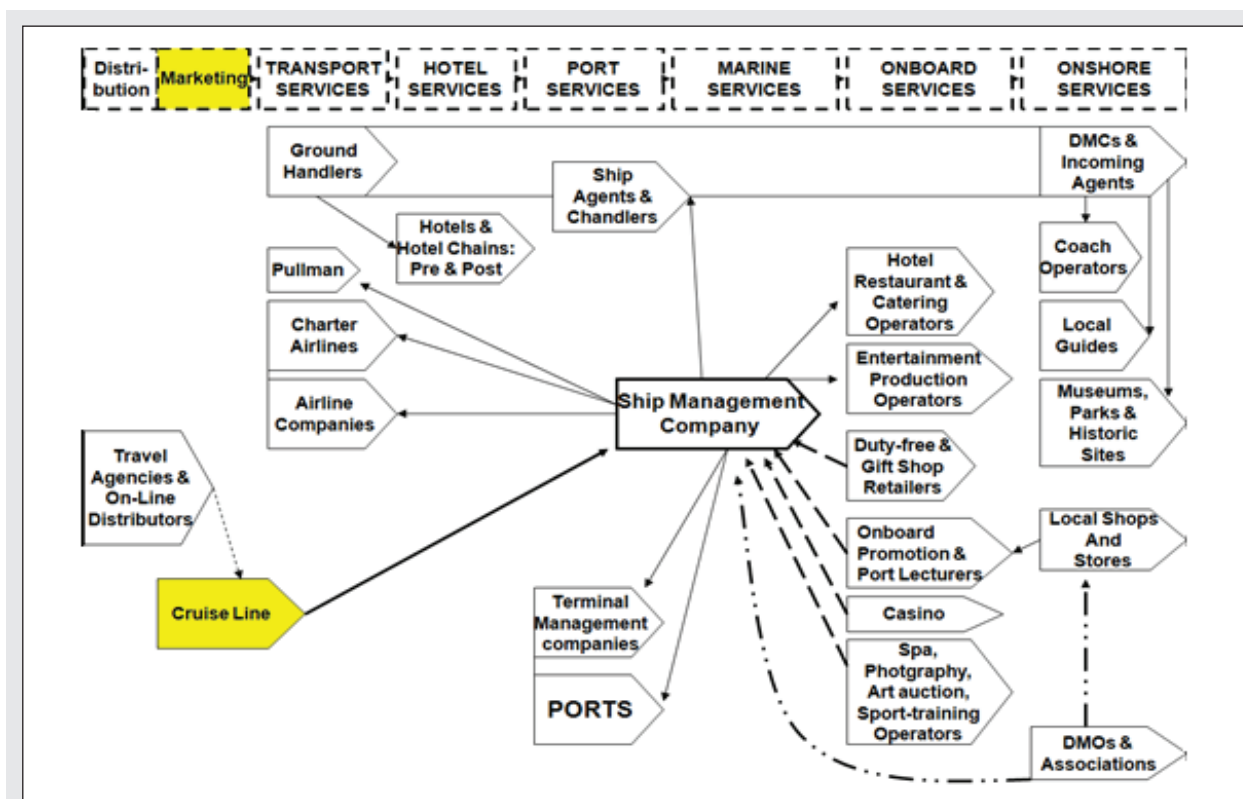 Distri-
bution
Marketing
TRANSPORT
SERVICES
HOTEL
SERVICES
PORT
SERVICES
MARINE
SERVICES
ONBOARD
SERVICES
ONSHORE
SERVICES
Ground
Handlers
Ship
Agents &
Chandlers
DMCs &
Incoming
Agents
Hotels &
Hotel Chains:
Pre & Post
Pullman
Hotel
Restaurant &
Catering
Operators
Coach
Operators
Charter
Airlines
Local
Guides
Entertainment
Production
Operators
Airline
Companies
Ship Management
Company
Museums,
Parks &
Historic
Sites
Travel
Agencies &
On-Line
Distributors
Duty-free &
Gift Shop
Retailers
Onboard
Promotion &
Port Lecturers
Local Shops
And
Stores
Cruise Line
Terminal
Management
companies
Casino
PORTS
Spa,
Photgraphy,
Art auction,
Sport-training
Operators
DMOs &
Associations